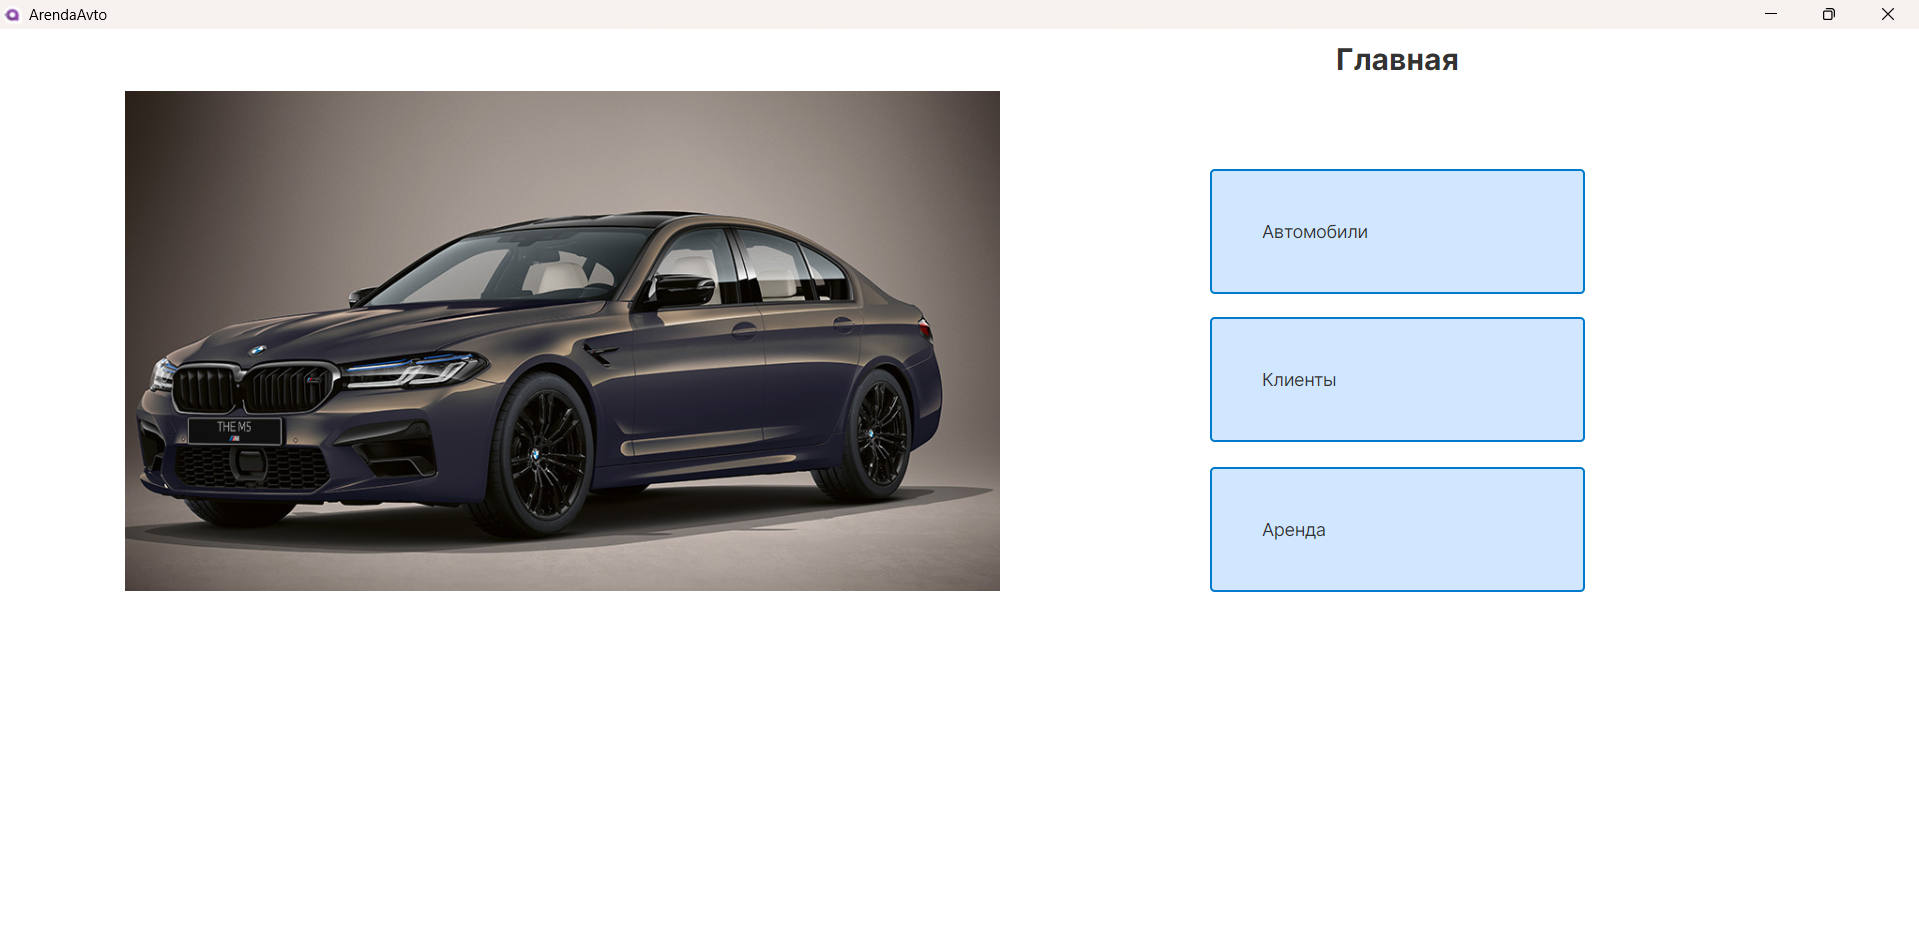 ArendaAvto
Главная
THE M5
Автомобили
Клиенты
Аренда